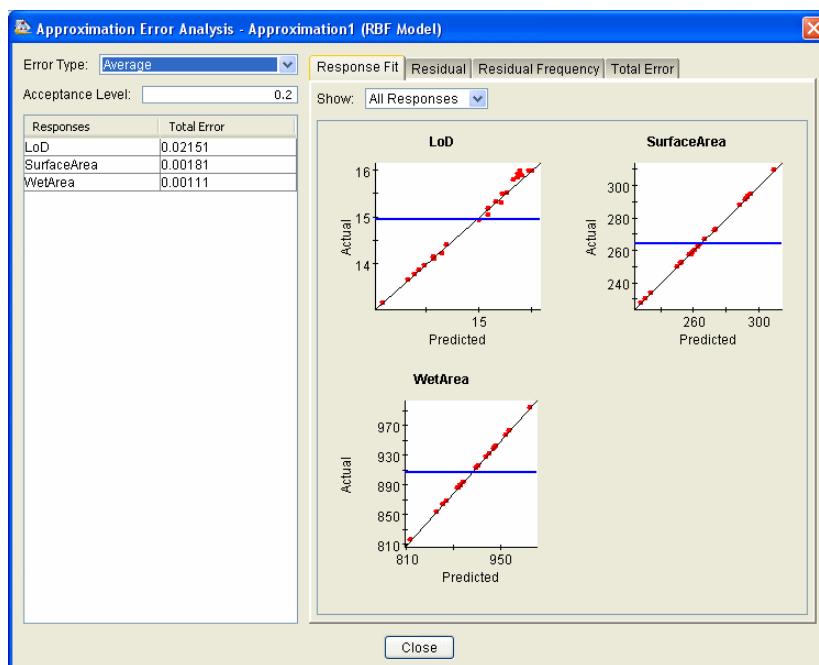 Approximation Error Analysis - Approximation1 (RBF Model)
Error Type: Average
Acceptance Level: 0.2
Responses Total Error
LoD 0.02151
SurfaceArea 0.00181
WetArea 0.00111
Response Fit Residual Residual Frequency Total Error
Show: All Responses
LoD
16
15
14
Actual
15
Predicted
SurfaceArea
300
280
260
240
Actual
260 300
Predicted
WetArea
970
930
890
850
810
Actual
810 950
Predicted
Close